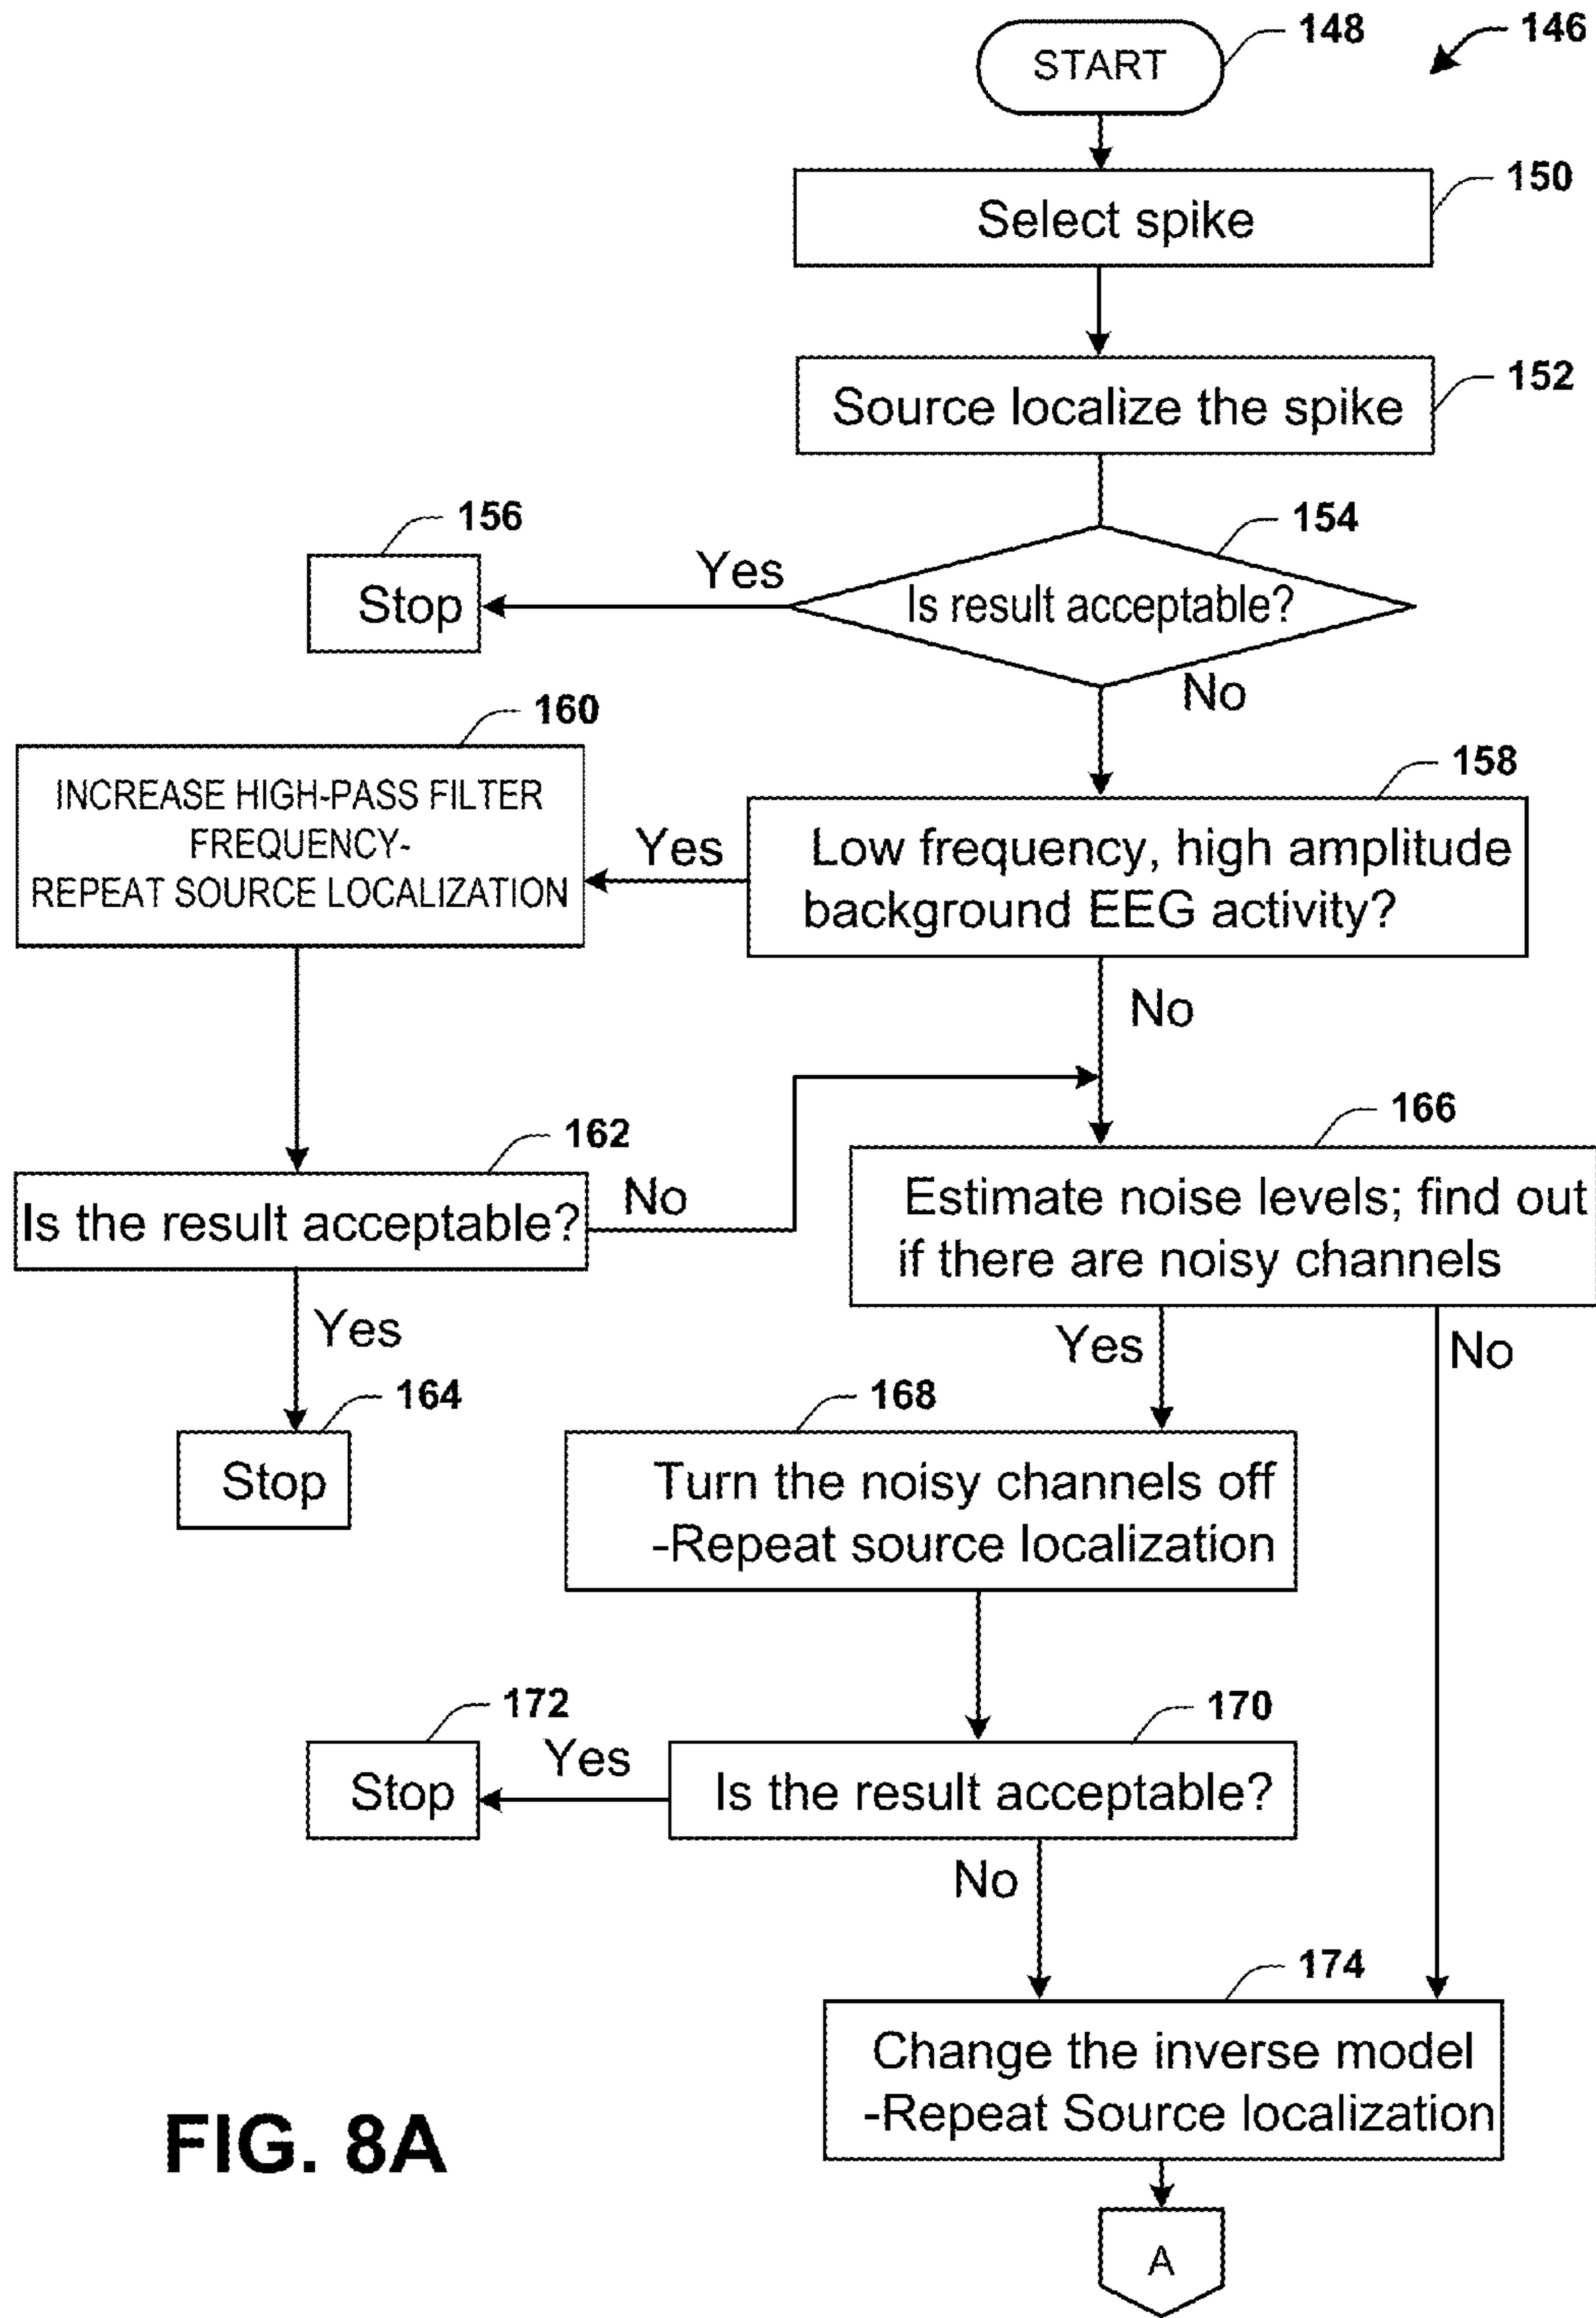 START
148
146
Select spike
150
Source localize the spike
152
156
154
Yes
Stop
Is result acceptable?
No
160
158
INCREASE HIGH-PASS FILTER
FREQUENCY-
REPEAT SOURCE LOCALIZATION
Yes
Low frequency, high amplitude
background EEG activity?
No
162
166
Is the result acceptable?
No
Estimate noise levels; find out
if there are noisy channels
Yes
Yes
No
164
168
Stop
Turn the noisy channels off
-Repeat source localization
172
170
Stop
Yes
Is the result acceptable?
No
174
Change the inverse model
-Repeat Source localization
FIG. 8A
A